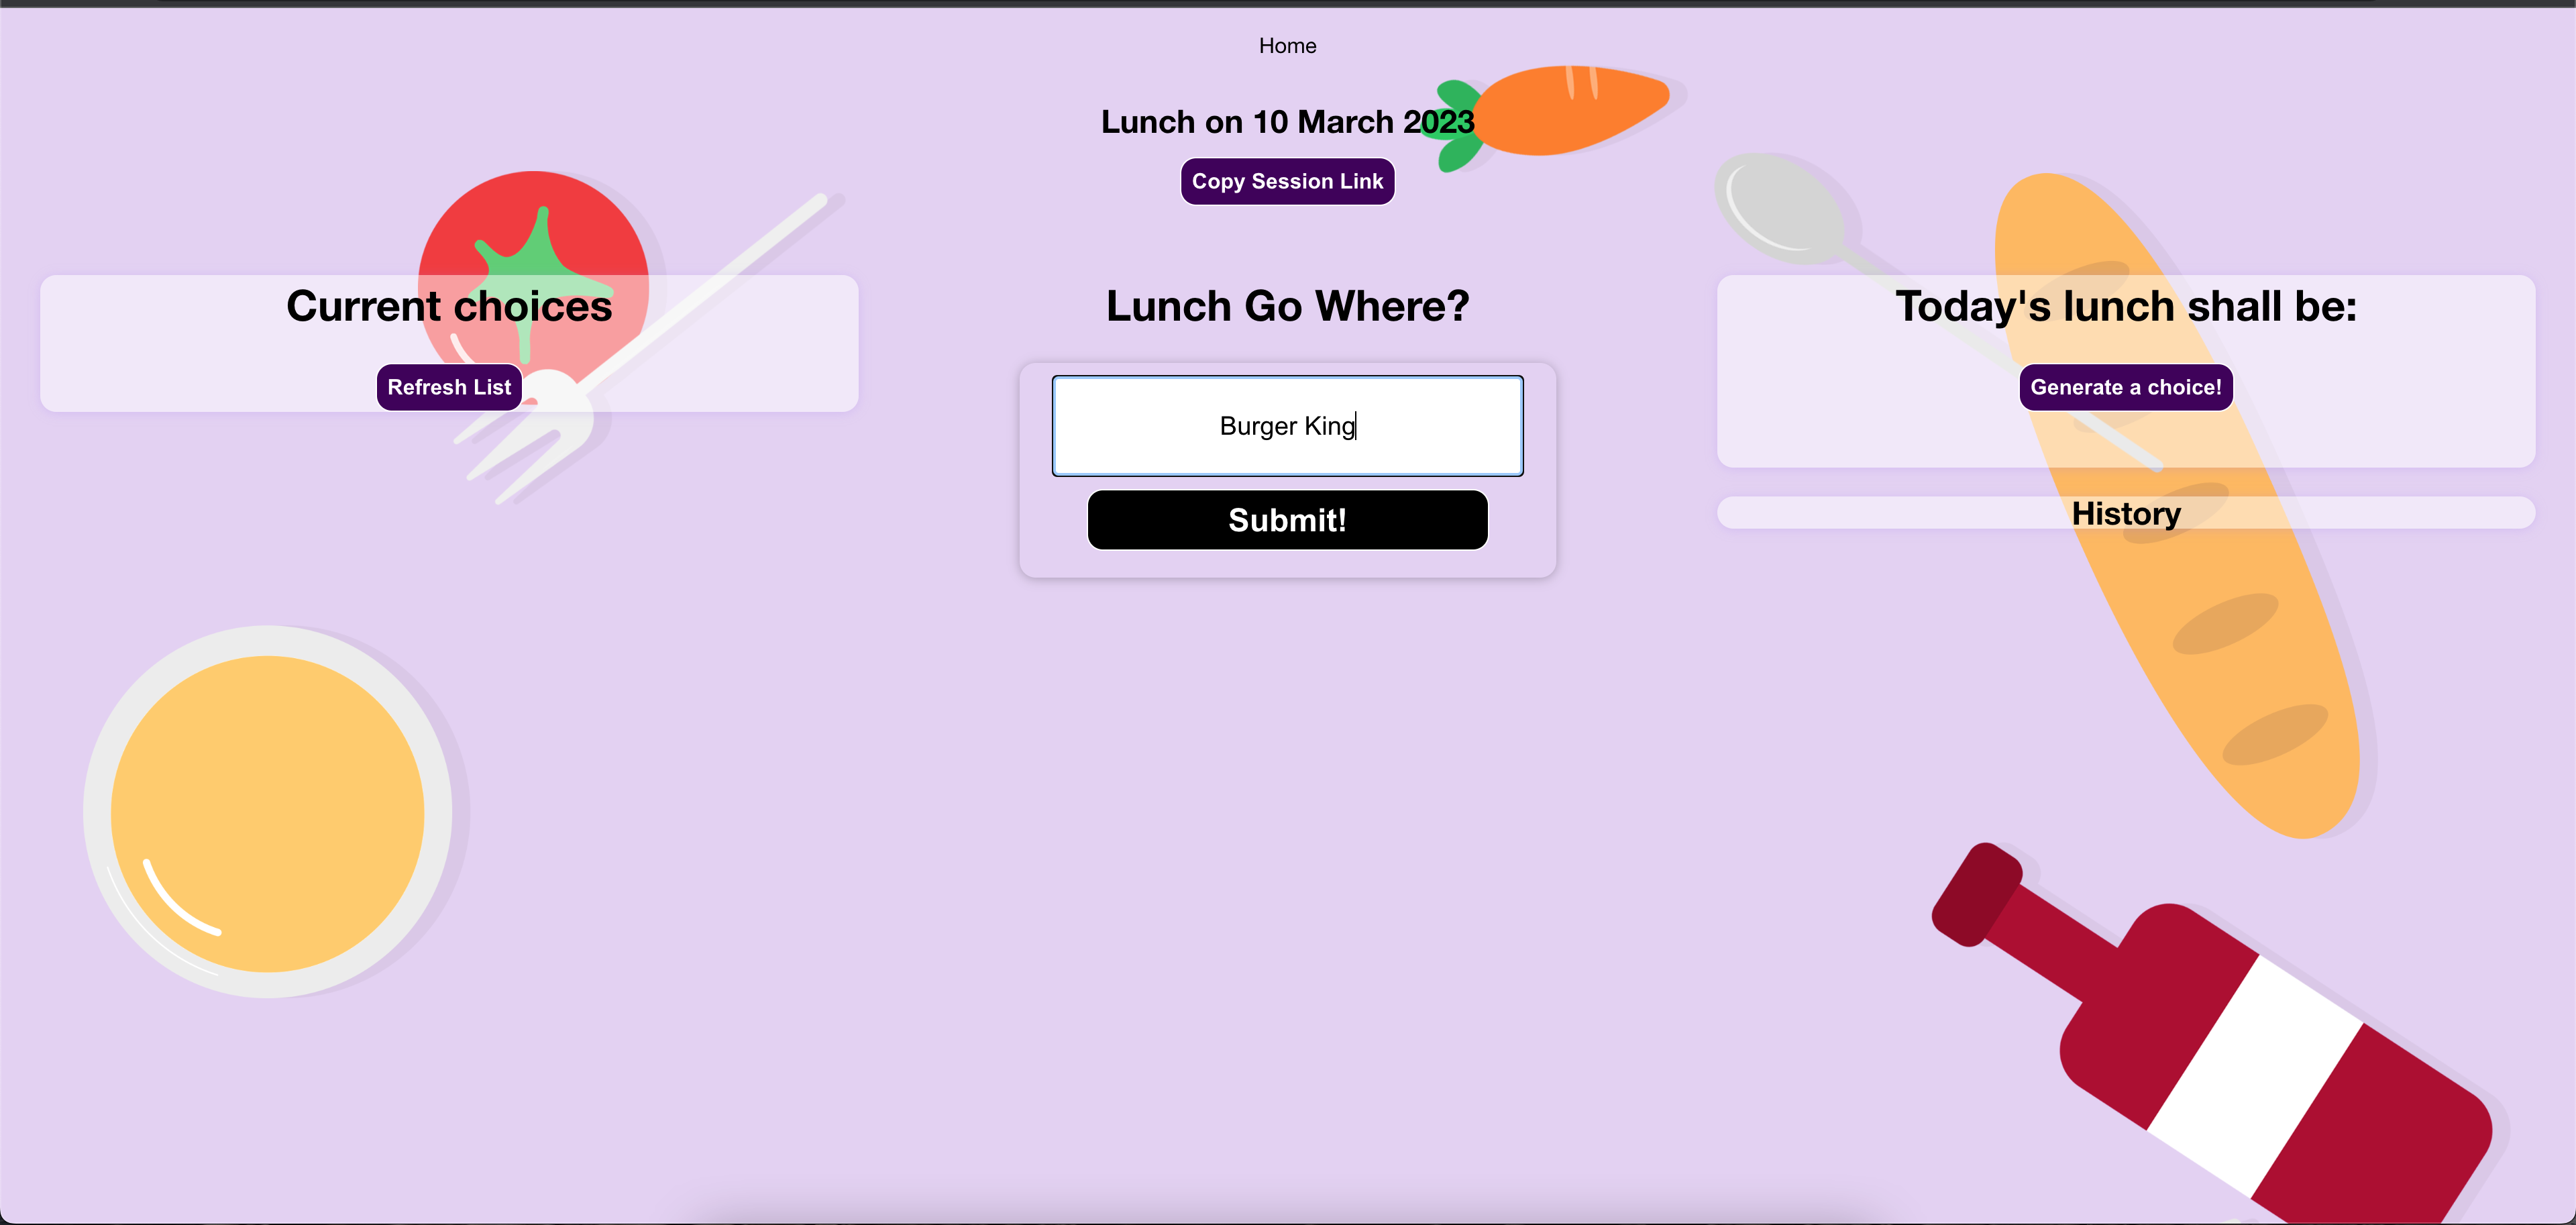 Home
Lunch on 10 March 2023
Copy Session Link
Current choices
Refresh List
Lunch Go Where?
Burger King
Submit!
Today's lunch shall be:
Generate a choice!
History